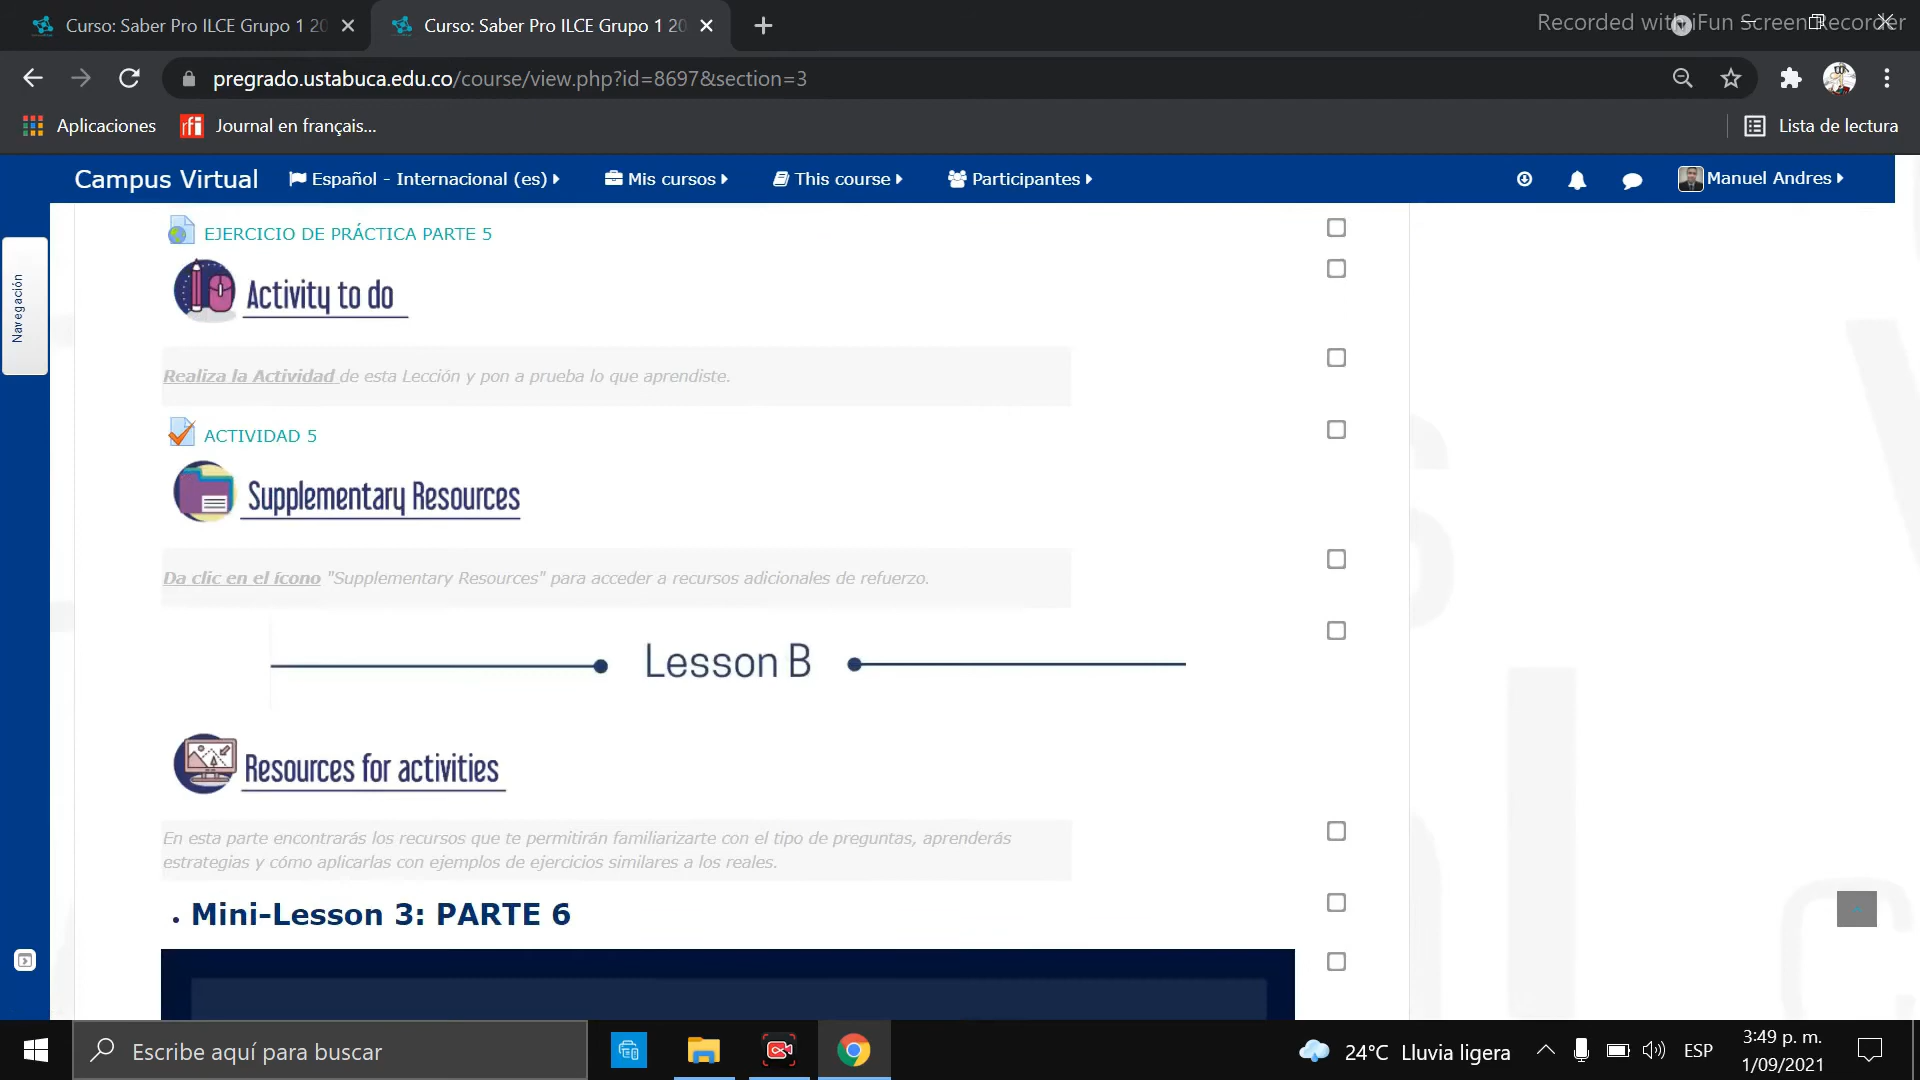 Curso: Saber Pro ILCE Grupo 1 20
Curso: Saber Pro ILCE Grupo 1 20
Recorded with iFun Screen Recorder
pregrado.ustabuca.edu.co/course/view.php?id=8697&section=3
Aplicaciones
rfi
Journal en français...
Lista de lectura
Campus Virtual
Español - Internacional (es)
Mis cursos
This course
Participantes
Manuel Andres
Navegación
EJERCICIO DE PRÁCTICA PARTE 5
Activity to do
Realiza la Actividad de esta Lección y pon a prueba lo que aprendiste.
ACTIVIDAD 5
Supplementary Resources
Da clic en el ícono "Supplementary Resources" para acceder a recursos adicionales de refuerzo.
Lesson B
Resources for activities
En esta parte encontrarás los recursos que te permitirán familiarizarte con el tipo de preguntas, aprenderás
estrategias y cómo aplicarlas con ejemplos de ejercicios similares a los reales.
• Mini-Lesson 3: PARTE 6
Escribe aquí para buscar
24°C Lluvia ligera
ESP
3:49 p. m.
1/09/2021